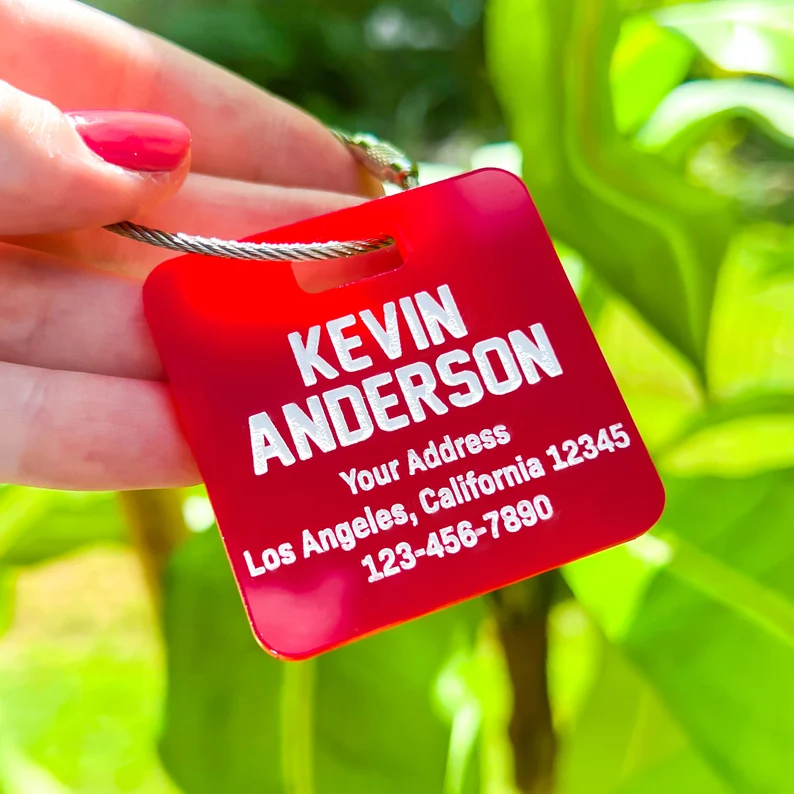 KEVIN
ANDERSON
Your Address
Los Angeles, California 12345
123-456-7890